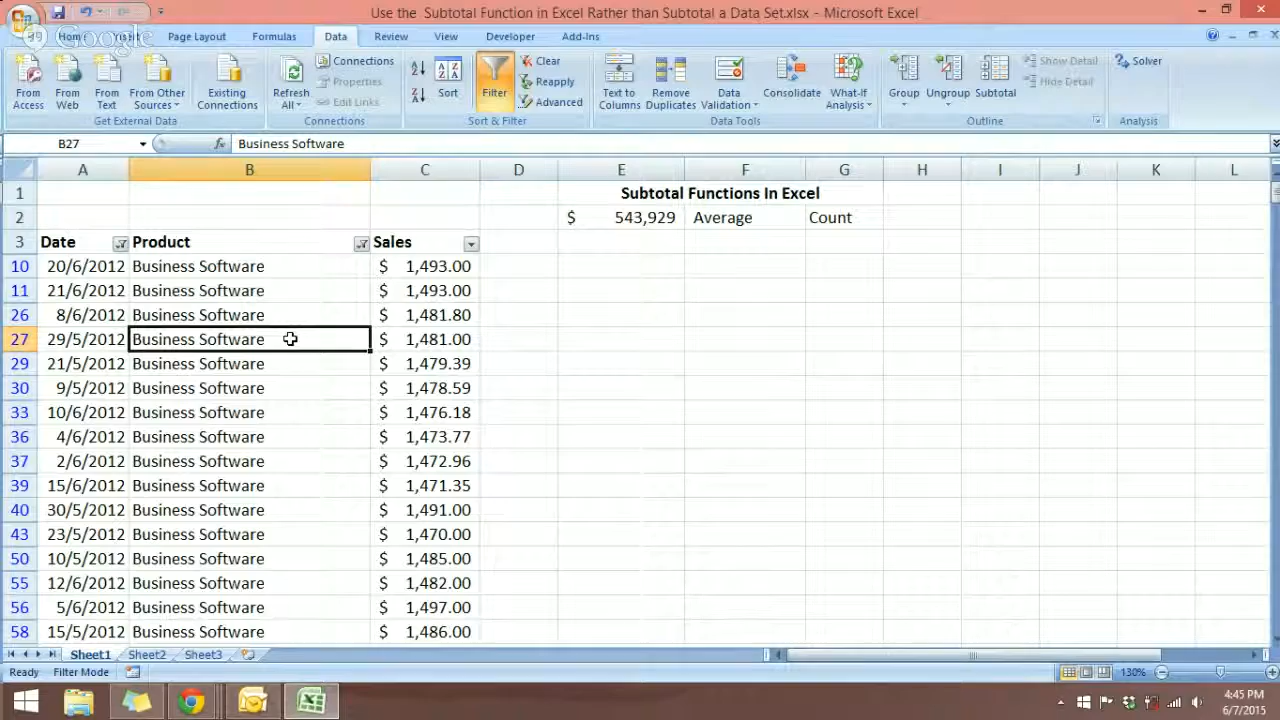 Use the Subtotal Function in Excel Rather than Subtotal a Data Set.xlsx - Microsoft Excel
Google
Home Insert Page Layout Formulas Data Review View Developer Add-Ins
From Access From Web From Text From Other Sources Existing Connections Refresh All Connections Properties Edit Links Sort Filter Clear Reapply Advanced Text to Columns Remove Duplicates Data Validation Consolidate What-If Analysis Group Ungroup Subtotal Show Detail Hide Detail Solver
Get External Data Connections Sort & Filter Data Tools Outline Analysis
B27 fx Business Software
A B C D E F G H I J K L
1 Subtotal Functions In Excel
2 $ 543,929 Average Count
3 Date Product Sales
10 20/6/2012 Business Software $ 1,493.00
11 21/6/2012 Business Software $ 1,493.00
26 8/6/2012 Business Software $ 1,481.80
27 29/5/2012 Business Software $ 1,481.00
29 21/5/2012 Business Software $ 1,479.39
30 9/5/2012 Business Software $ 1,478.59
33 10/6/2012 Business Software $ 1,476.18
36 4/6/2012 Business Software $ 1,473.77
37 2/6/2012 Business Software $ 1,472.96
39 15/6/2012 Business Software $ 1,471.35
40 30/5/2012 Business Software $ 1,491.00
43 23/5/2012 Business Software $ 1,470.00
50 10/5/2012 Business Software $ 1,485.00
55 12/6/2012 Business Software $ 1,482.00
56 5/6/2012 Business Software $ 1,497.00
58 15/5/2012 Business Software $ 1,486.00
Sheet1 Sheet2 Sheet3
Ready Filter Mode 130%
4:45 PM
6/7/2015